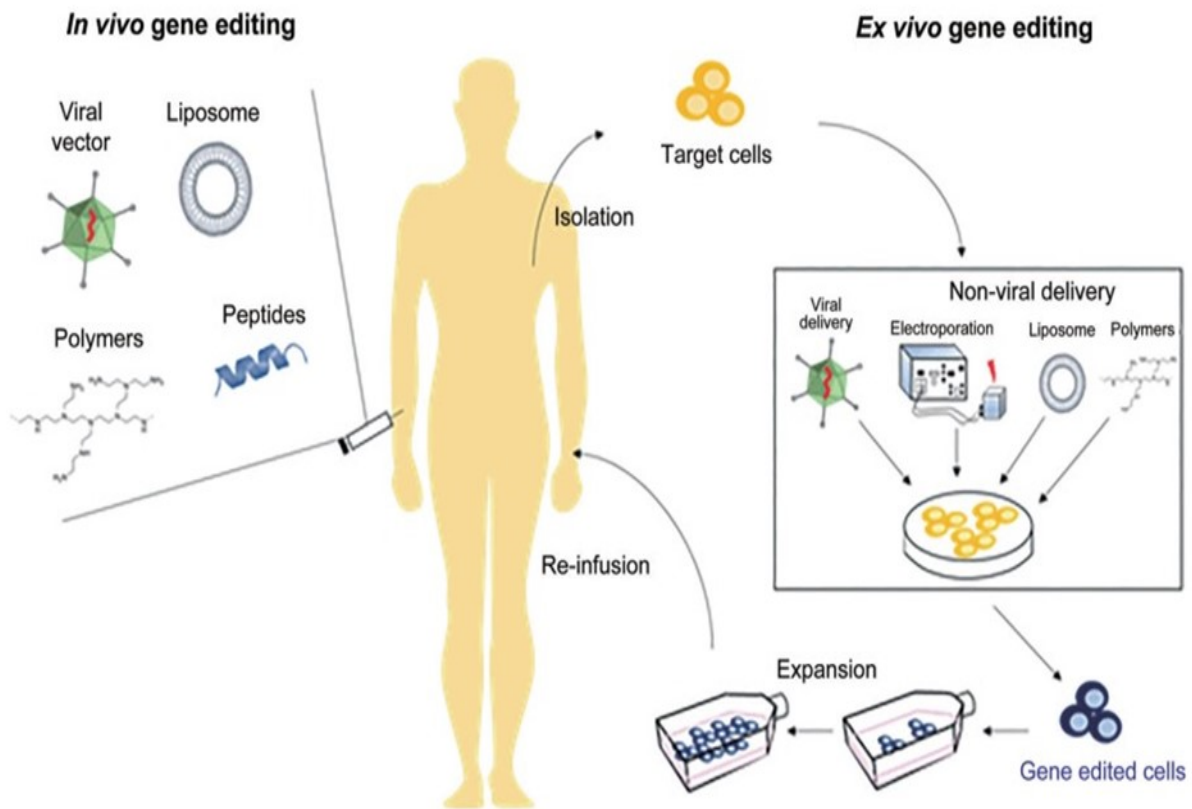 In vivo gene editing
Ex vivo gene editing
Viral
vector
Liposome
Target cells
Isolation
Polymers
Peptides
Non-viral delivery
Viral
delivery
Electroporation
Liposome
Polymers
Re-infusion
Expansion
Gene edited cells